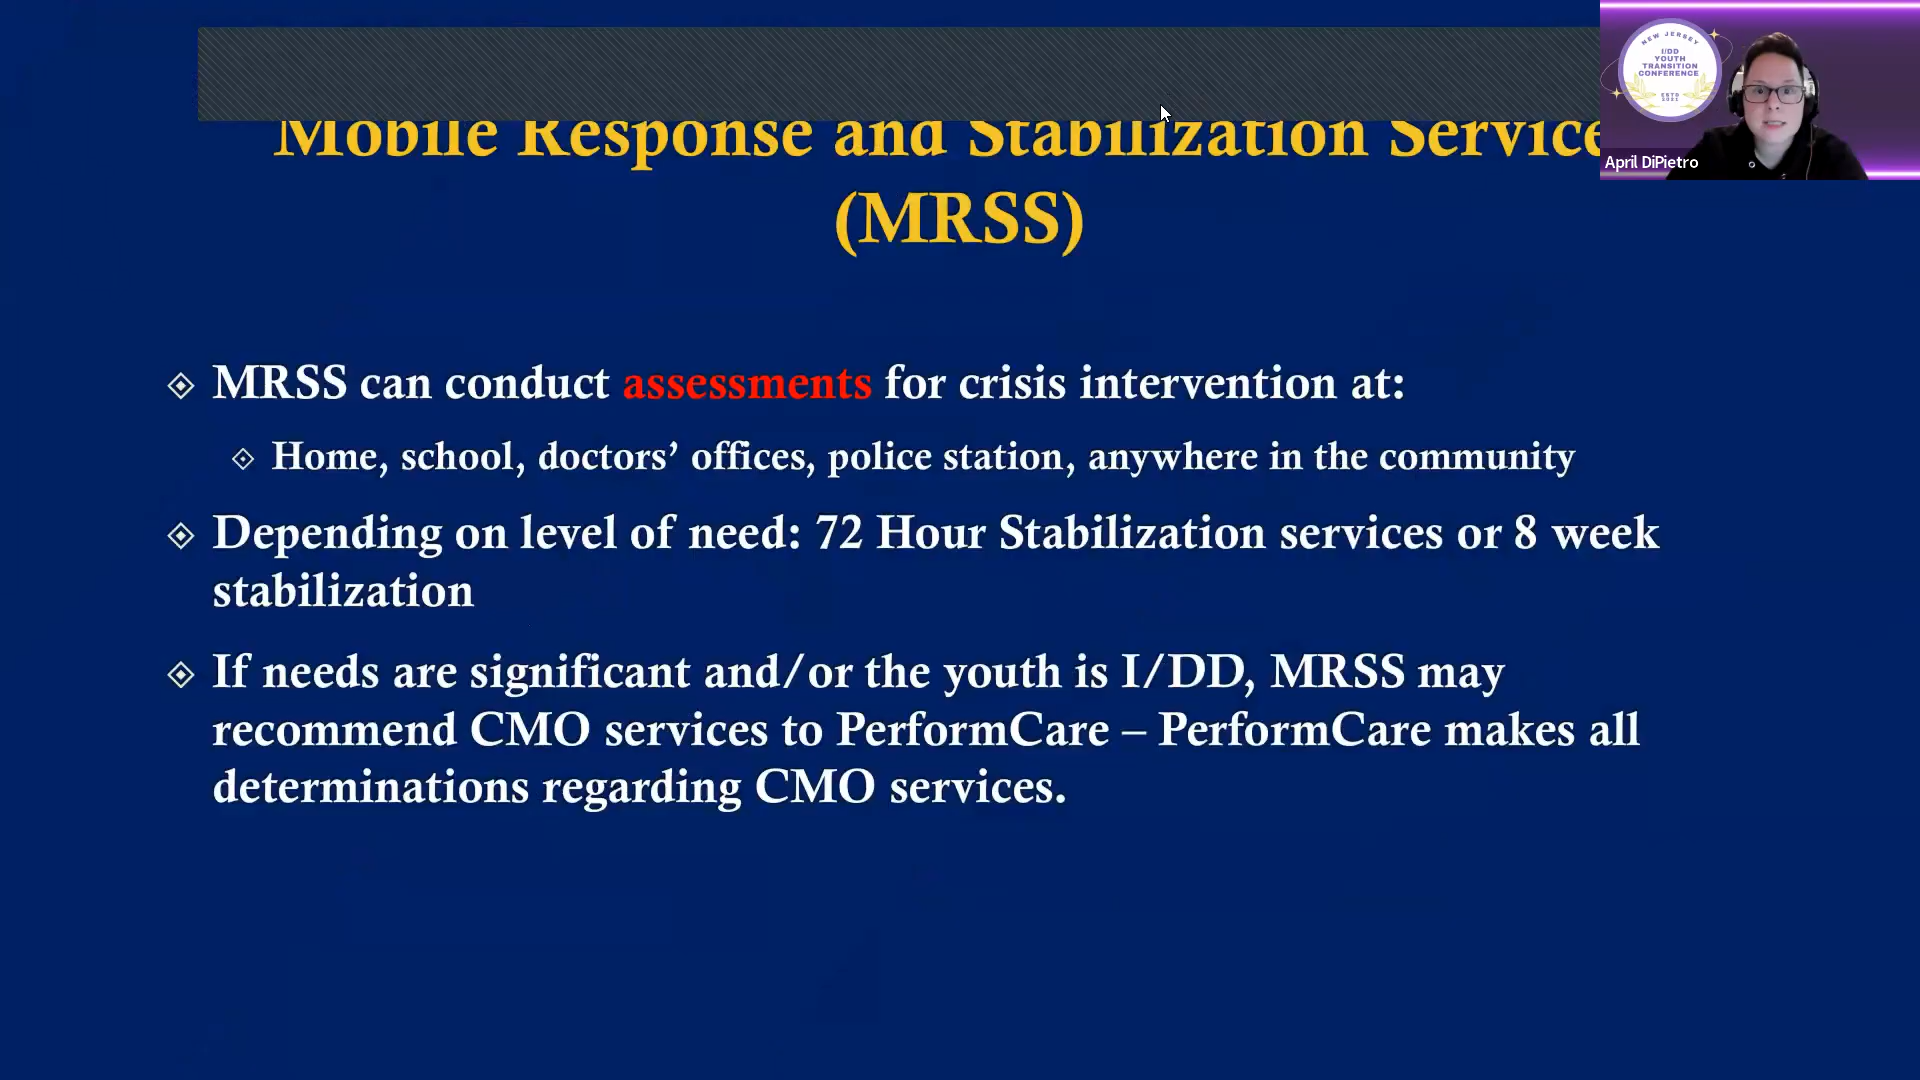 Mobile Response and Stabilization Service
(MRSS)
MRSS can conduct assessments for crisis intervention at:
Home, school, doctors’ offices, police station, anywhere in the community
Depending on level of need: 72 Hour Stabilization services or 8 week
stabilization
If needs are significant and/or the youth is I/DD, MRSS may
recommend CMO services to PerformCare – PerformCare makes all
determinations regarding CMO services.
NEW JERSEY
I/DD
YOUTH
TRANSITION
CONFERENCE
ESTD
2021
April DiPietro